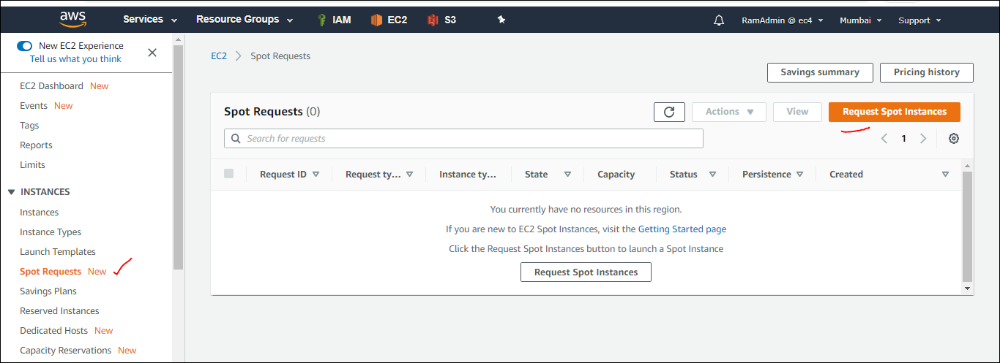 aws Services Resource Groups IAM EC2 S3 RamAdmin @ ec4 Mumbai Support
New EC2 Experience
Tell us what you think
EC2 Dashboard New
Events New
Tags
Reports
Limits
INSTANCES
Instances
Instance Types
Launch Templates
Spot Requests New
Savings Plans
Reserved Instances
Dedicated Hosts New
Capacity Reservations New
EC2 > Spot Requests
Savings summary Pricing history
Spot Requests (0) Actions View Request Spot Instances
Search for requests 1
Request ID Request ty... Instance ty... State Capacity Status Persistence Created
You currently have no resources in this region.
If you are new to EC2 Spot Instances, visit the Getting Started page
Click the Request Spot Instances button to launch a Spot Instance
Request Spot Instances